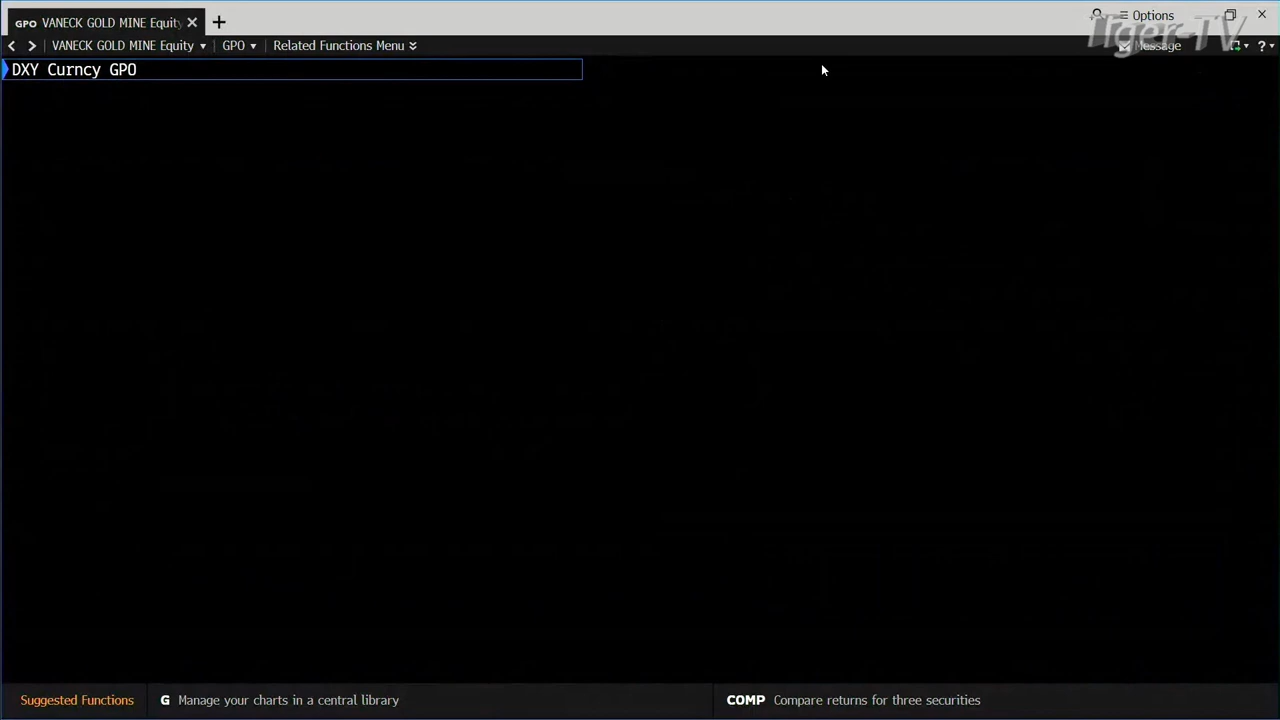 GPO VANECK GOLD MINE Equity
Options
VANECK GOLD MINE Equity GPO Related Functions Menu Message ?
DXY Curncy GPO
Tiger-TV
Suggested Functions G Manage your charts in a central library COMP Compare returns for three securities